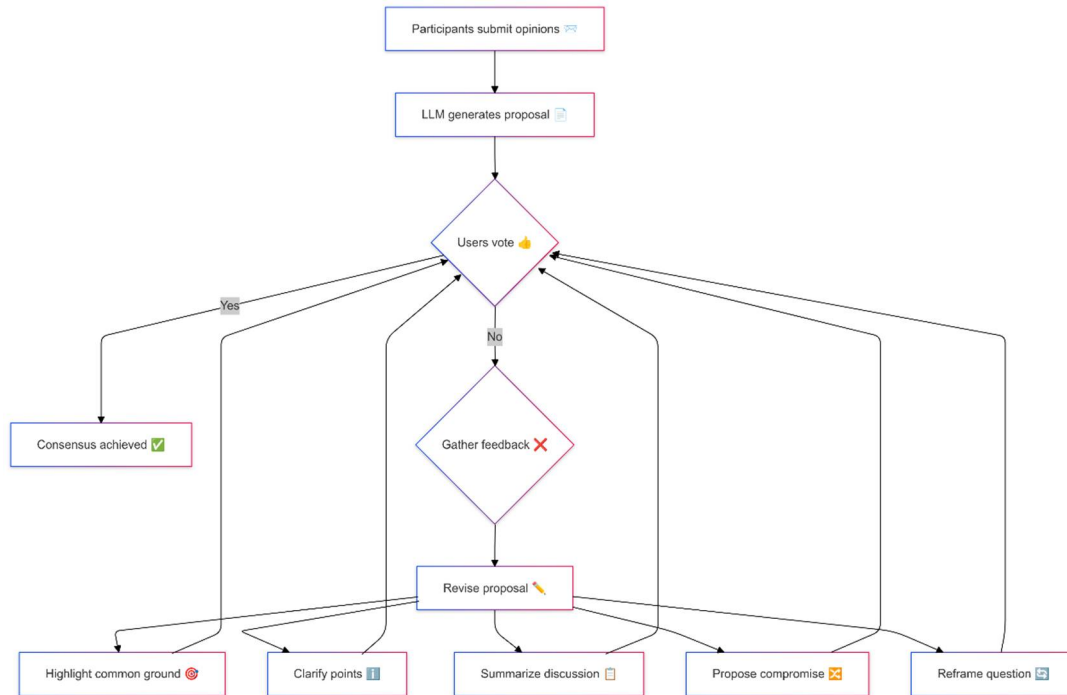 Participants submit opinions 📨
LLM generates proposal 📄
Users vote 👍
Yes
No
Consensus achieved ✅
Gather feedback ❌
Revise proposal ✏️
Highlight common ground 🎯
Clarify points ℹ️
Summarize discussion 📋
Propose compromise 🔀
Reframe question 🔄